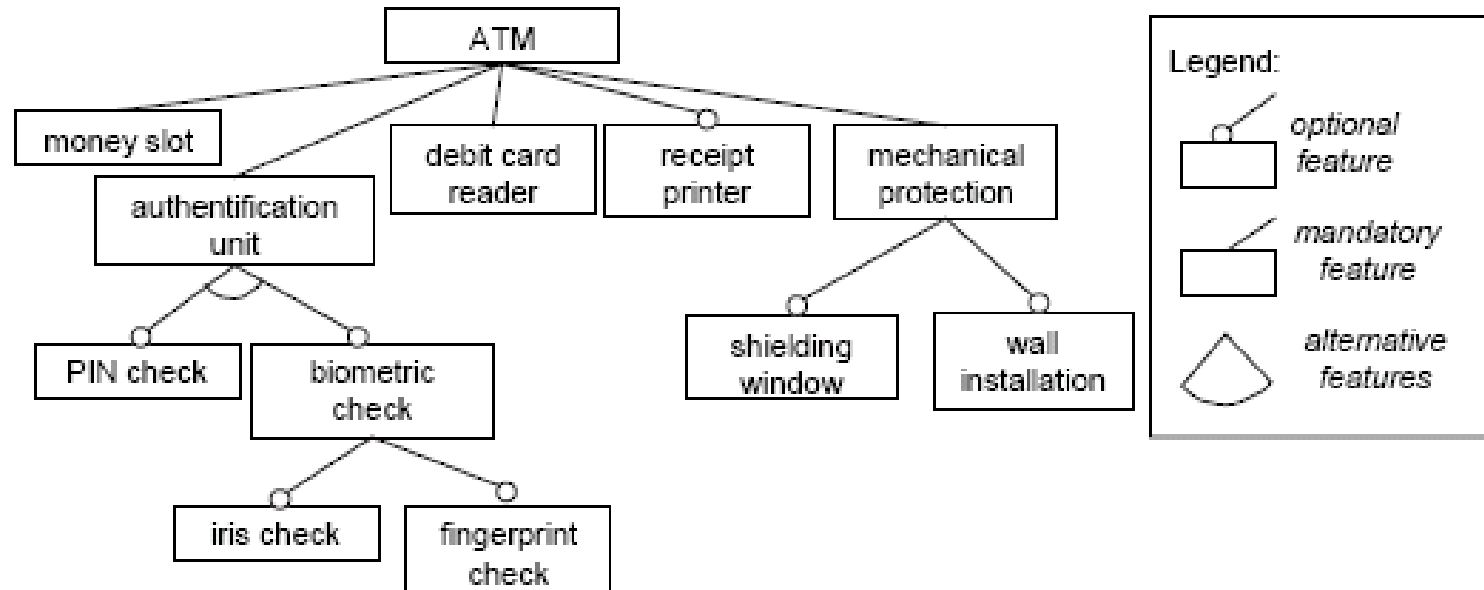 ATM
money slot
authentification
unit
debit card
reader
receipt
printer
mechanical
protection
PIN check
biometric
check
iris check
fingerprint
check
shielding
window
wall
installation
Legend:
optional
feature
mandatory
feature
alternative
features